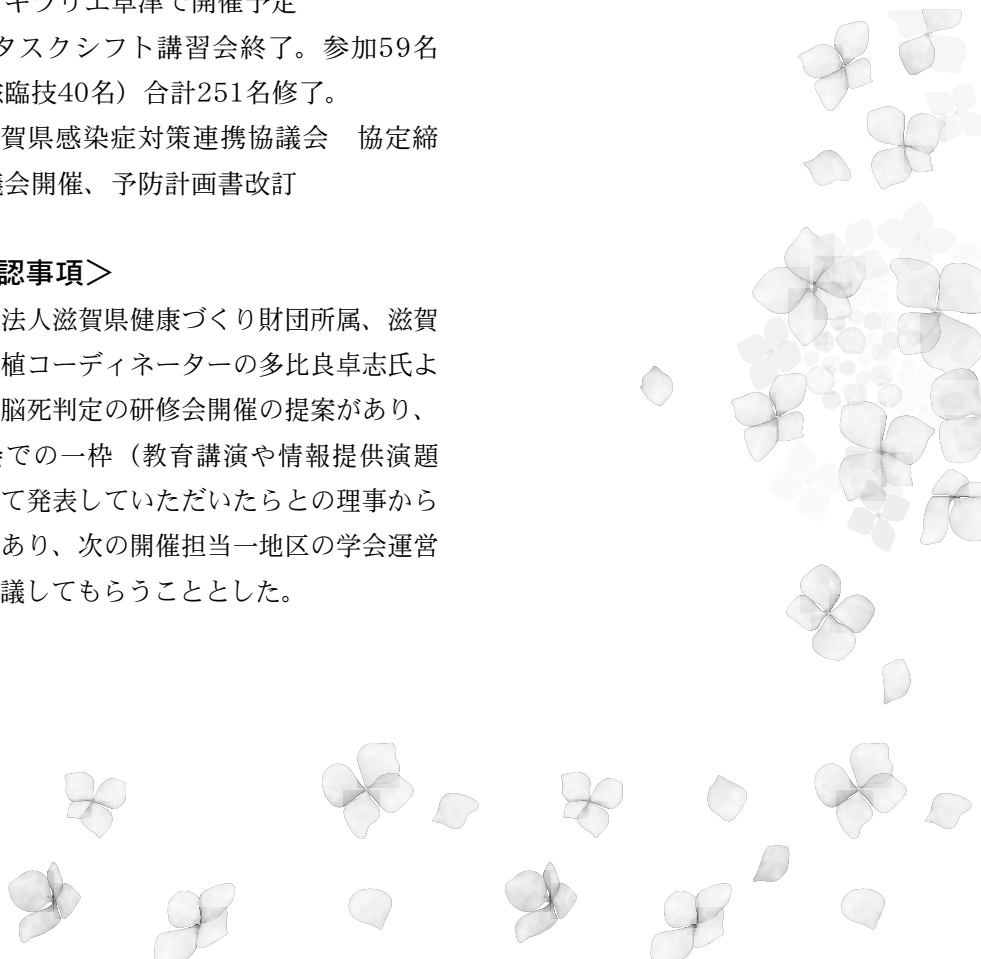 キラリエ草津で開催予定
タスクシフト講習会終了。参加59名
臨技40名）合計251名修了。
賀県感染症対策連携協議会　協定締
会開催、予防計画書改訂
認事項＞
法人滋賀県健康づくり財団所属、滋賀
植コーディネーターの多比良卓志氏よ
脳死判定の研修会開催の提案があり、
での一枠（教育講演や情報提供演題
て発表していただいたらとの理事から
あり、次の開催担当一地区の学会運営
議してもらうこととした。